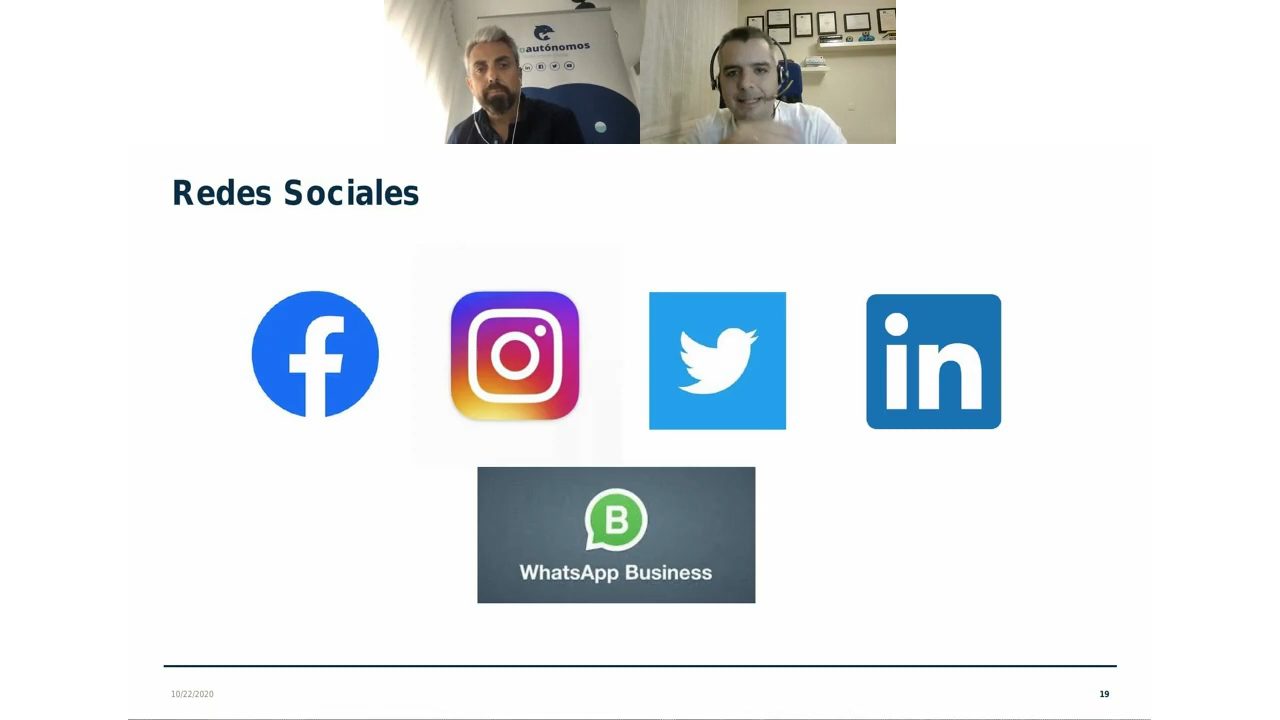 autónomos
Redes Sociales
WhatsApp Business
10/22/2020
19